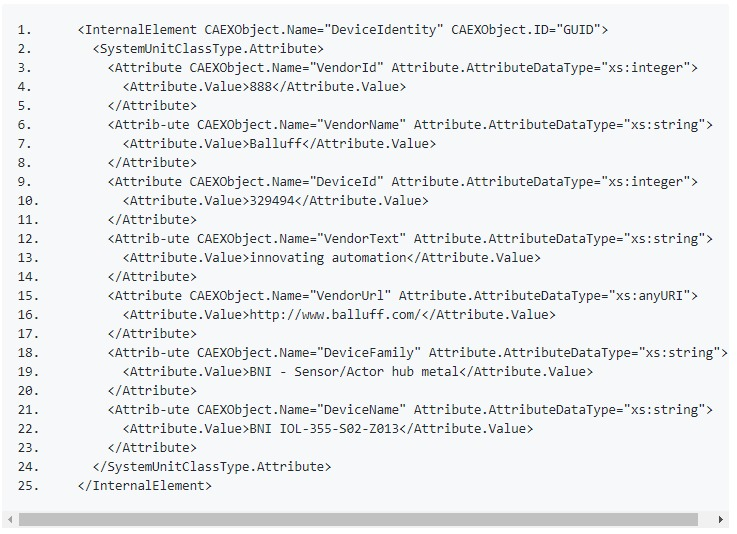 1. <InternalElement CAEXObject.Name="DeviceIdentity" CAEXObject.ID="GUID">
2. <SystemUnitClassType.Attribute>
3. <Attribute CAEXObject.Name="VendorId" Attribute.AttributeDataType="xs:integer">
4. <Attribute.Value>888</Attribute.Value>
5. </Attribute>
6. <Attrib-ute CAEXObject.Name="VendorName" Attribute.AttributeDataType="xs:string">
7. <Attribute.Value>Balluff</Attribute.Value>
8. </Attribute>
9. <Attribute CAEXObject.Name="DeviceId" Attribute.AttributeDataType="xs:integer">
10. <Attribute.Value>329494</Attribute.Value>
11. </Attribute>
12. <Attrib-ute CAEXObject.Name="VendorText" Attribute.AttributeDataType="xs:string">
13. <Attribute.Value>innovating automation</Attribute.Value>
14. </Attribute>
15. <Attribute CAEXObject.Name="VendorUrl" Attribute.AttributeDataType="xs:anyURI">
16. <Attribute.Value>http://www.balluff.com/</Attribute.Value>
17. </Attribute>
18. <Attrib-ute CAEXObject.Name="DeviceFamily" Attribute.AttributeDataType="xs:string">
19. <Attribute.Value>BNI - Sensor/Actor hub metal</Attribute.Value>
20. </Attribute>
21. <Attrib-ute CAEXObject.Name="DeviceName" Attribute.AttributeDataType="xs:string">
22. <Attribute.Value>BNI IOL-355-S02-Z013</Attribute.Value>
23. </Attribute>
24. </SystemUnitClassType.Attribute>
25. </InternalElement>